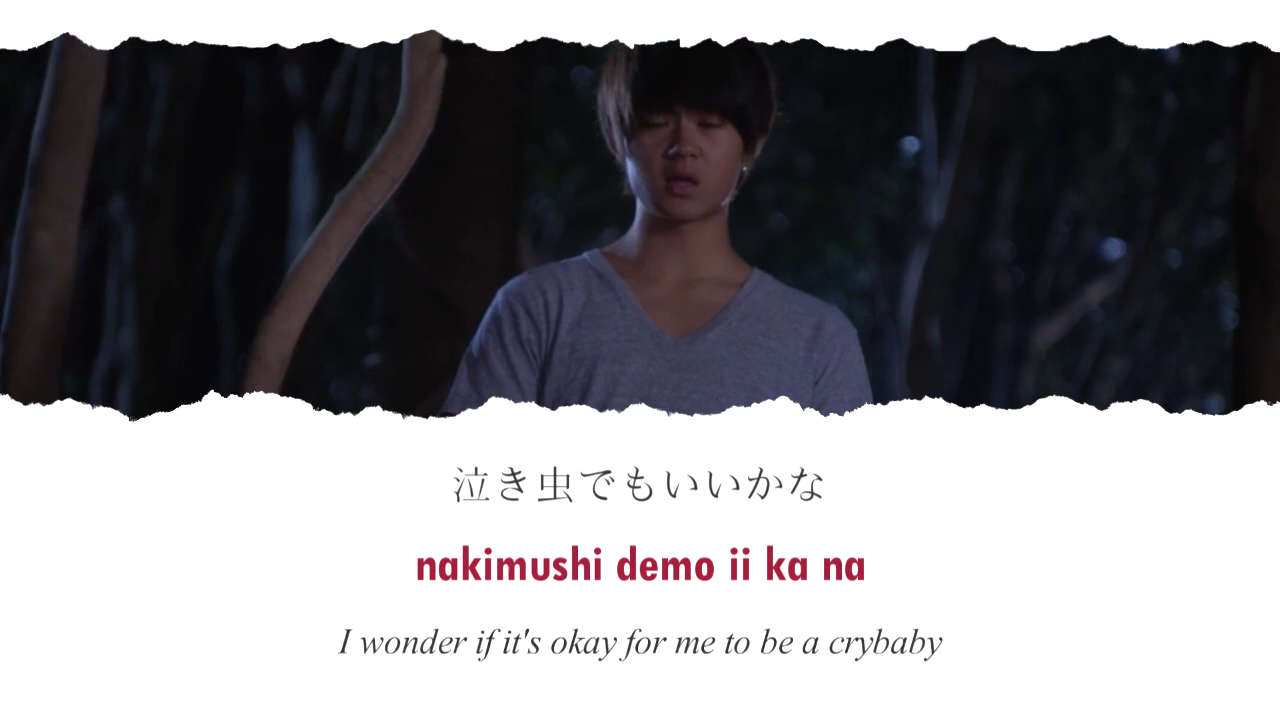 泣き虫でもいいかな
nakimushi demo ii ka na
I wonder if it's okay for me to be a crybaby